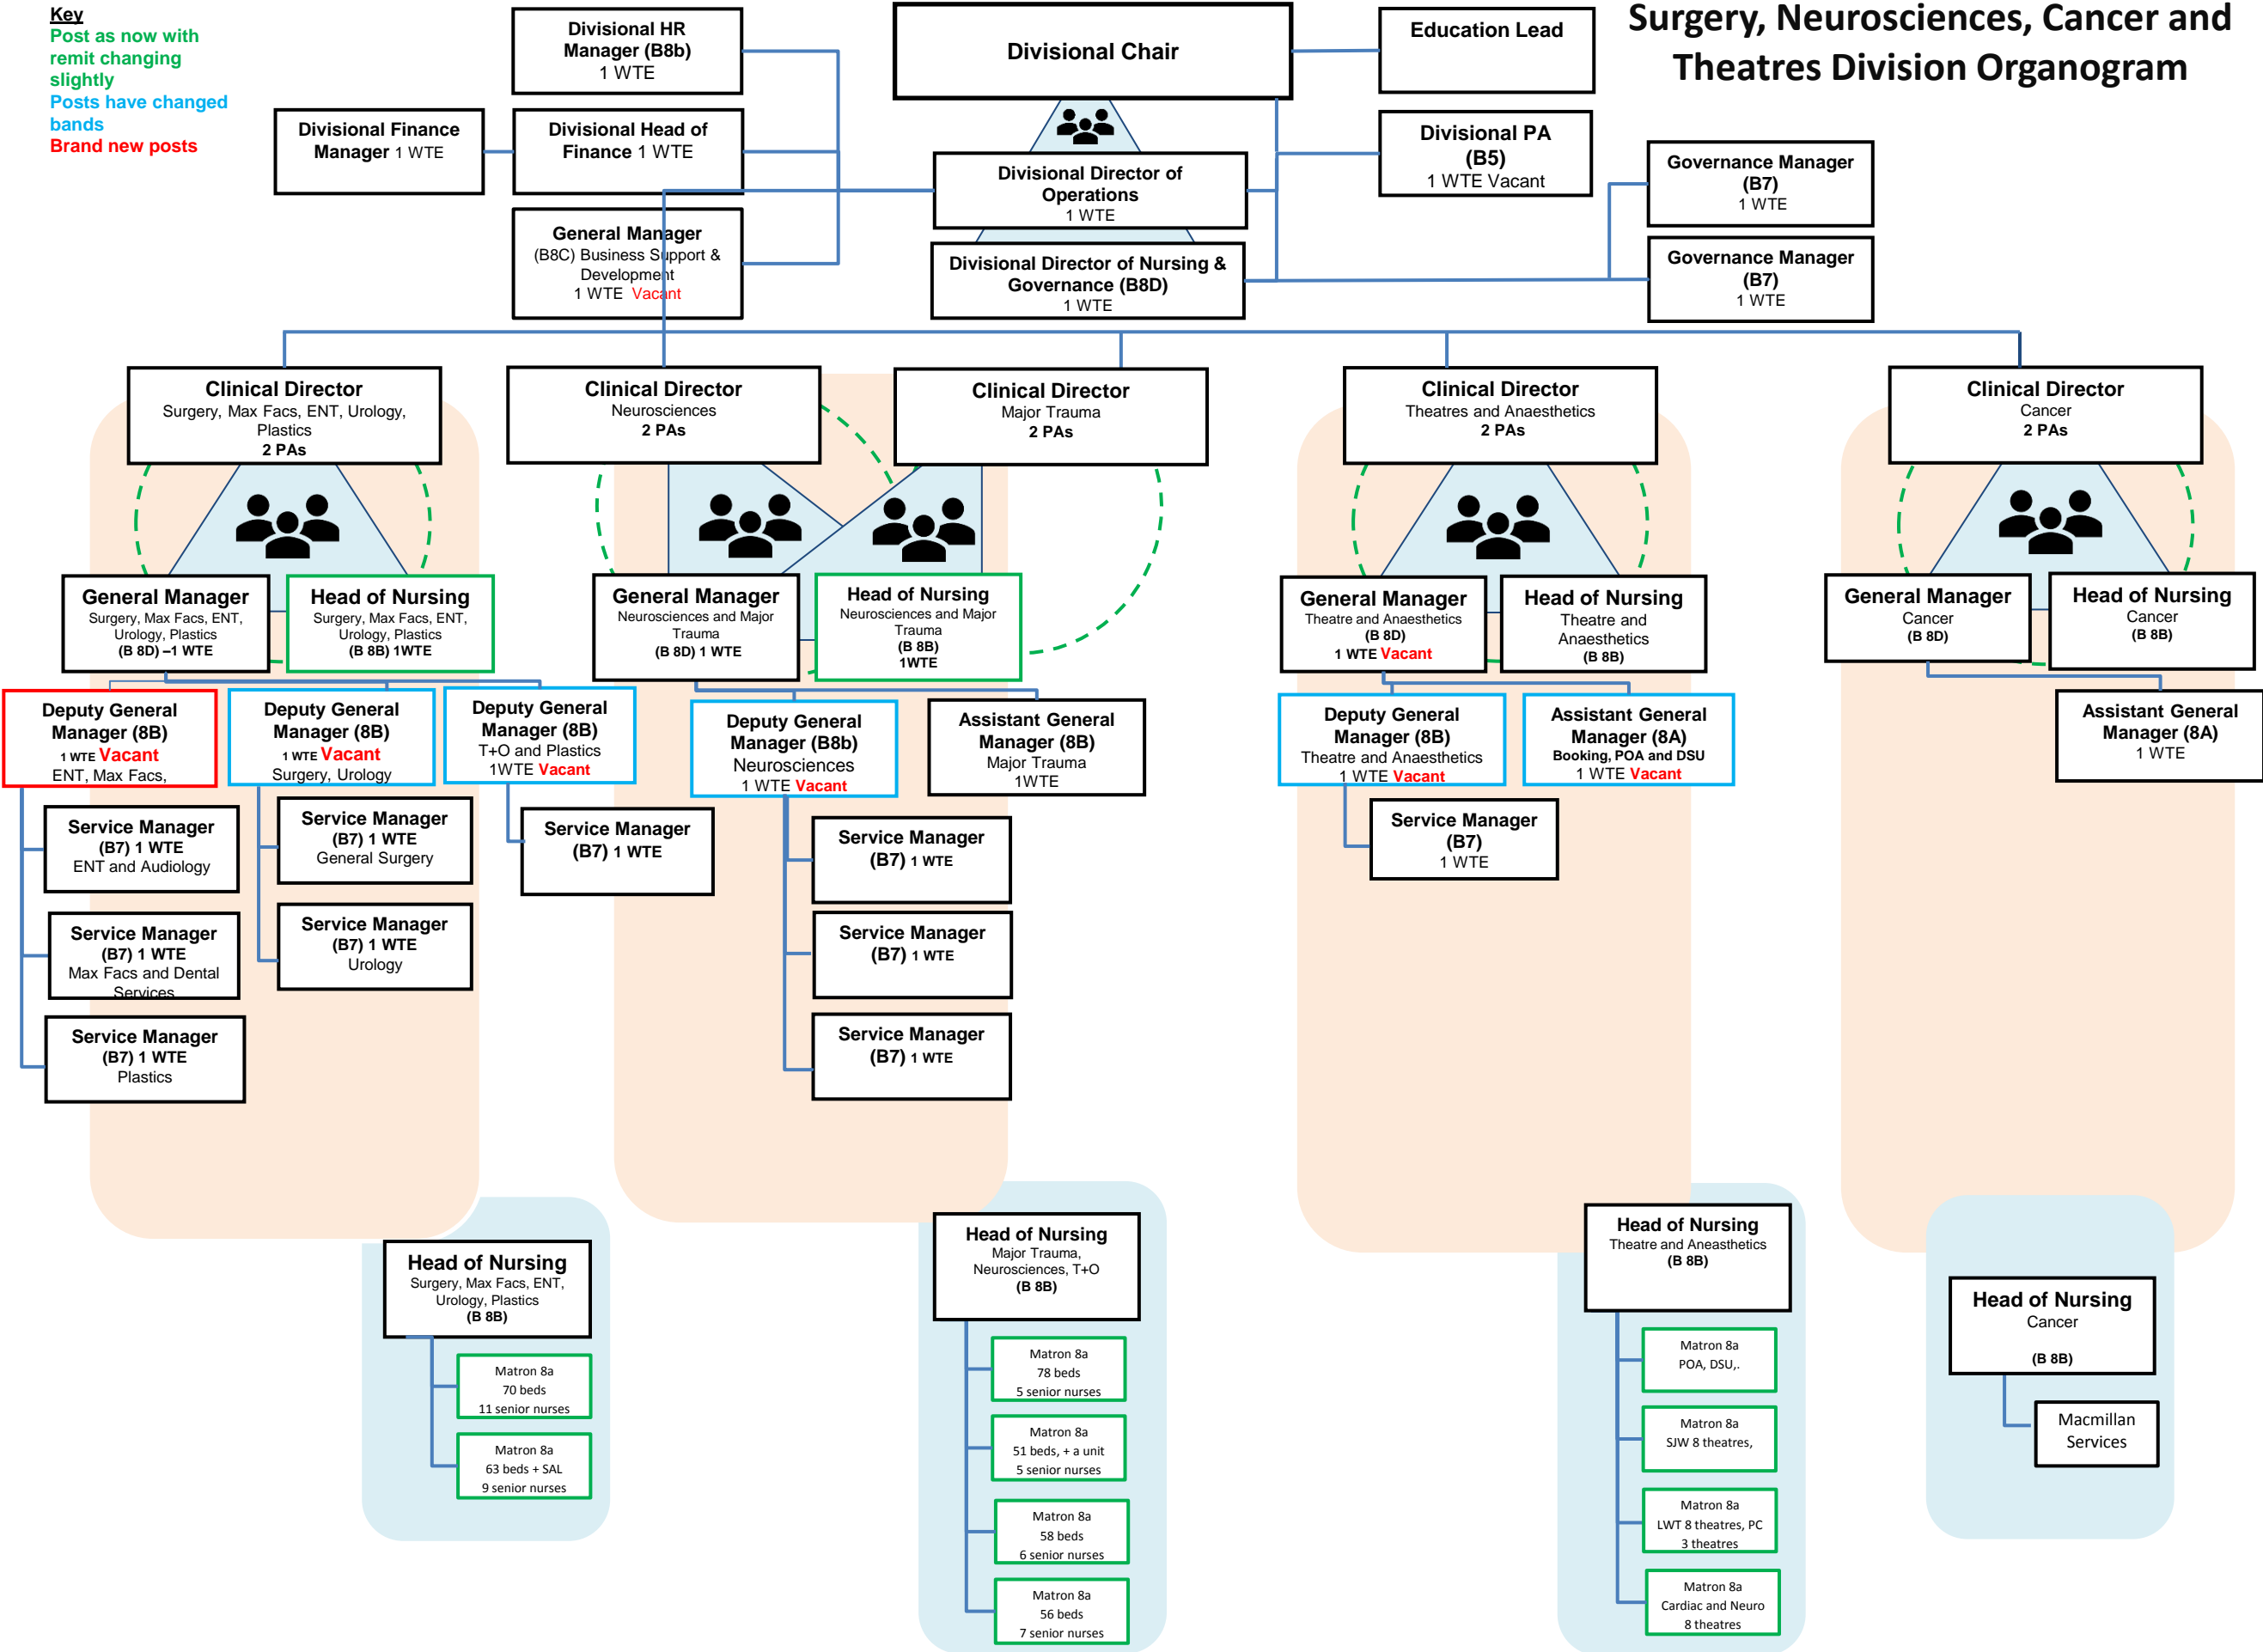 Key
Post as now with
remit changing
slightly
Posts have changed
bands
Brand new posts
Surgery, Neurosciences, Cancer and
Theatres Division Organogram
Divisional HR
Manager (B8b)
1 WTE
Divisional Chair
Education Lead
Divisional Finance
Manager 1 WTE
Divisional Head of
Finance 1 WTE
Divisional Director of
Operations
1 WTE
Divisional PA
(B5)
1 WTE Vacant
Governance Manager
(B7)
1 WTE
General Manager
(B8C) Business Support &
Development
1 WTE Vacant
Divisional Director of Nursing &
Governance (B8D)
1 WTE
Governance Manager
(B7)
1 WTE
Clinical Director
Surgery, Max Facs, ENT, Urology,
Plastics
2 PAs
Clinical Director
Neurosciences
2 PAs
Clinical Director
Major Trauma
2 PAs
Clinical Director
Theatres and Anaesthetics
2 PAs
Clinical Director
Cancer
2 PAs
General Manager
Surgery, Max Facs, ENT,
Urology, Plastics
(B 8D) –1 WTE
Head of Nursing
Surgery, Max Facs, ENT,
Urology, Plastics
(B 8B) 1WTE
General Manager
Neurosciences and Major
Trauma
(B 8D) 1 WTE
Head of Nursing
Neurosciences and Major
Trauma
(B 8B)
1WTE
General Manager
Theatre and Anaesthetics
(B 8D)
1 WTE Vacant
Head of Nursing
Theatre and
Anaesthetics
(B 8B)
General Manager
Cancer
(B 8D)
Head of Nursing
Cancer
(B 8B)
Deputy General
Manager (8B)
1 WTE Vacant
ENT, Max Facs,
Deputy General
Manager (8B)
1 WTE Vacant
Surgery, Urology
Deputy General
Manager (8B)
T+O and Plastics
1WTE Vacant
Deputy General
Manager (B8b)
Neurosciences
1 WTE Vacant
Assistant General
Manager (8B)
Major Trauma
1WTE
Deputy General
Manager (8B)
Theatre and Anaesthetics
1 WTE Vacant
Assistant General
Manager (8A)
Booking, POA and DSU
1 WTE Vacant
Assistant General
Manager (8A)
1 WTE
Service Manager
(B7) 1 WTE
ENT and Audiology
Service Manager
(B7) 1 WTE
General Surgery
Service Manager
(B7) 1 WTE
Service Manager
(B7) 1 WTE
Service Manager
(B7)
1 WTE
Service Manager
(B7) 1 WTE
Max Facs and Dental
Services
Service Manager
(B7) 1 WTE
Urology
Service Manager
(B7) 1 WTE
Service Manager
(B7) 1 WTE
Plastics
Service Manager
(B7) 1 WTE
Head of Nursing
Surgery, Max Facs, ENT,
Urology, Plastics
(B 8B)
Matron 8a
70 beds
11 senior nurses
Matron 8a
63 beds + SAL
9 senior nurses
Head of Nursing
Major Trauma,
Neurosciences, T+O
(B 8B)
Matron 8a
78 beds
5 senior nurses
Matron 8a
51 beds, + a unit
5 senior nurses
Matron 8a
58 beds
6 senior nurses
Matron 8a
56 beds
7 senior nurses
Head of Nursing
Theatre and Aneasthetics
(B 8B)
Matron 8a
POA, DSU,.
Matron 8a
SJW 8 theatres,
Matron 8a
LWT 8 theatres, PC
3 theatres
Matron 8a
Cardiac and Neuro
8 theatres
Head of Nursing
Cancer
(B 8B)
Macmillan
Services